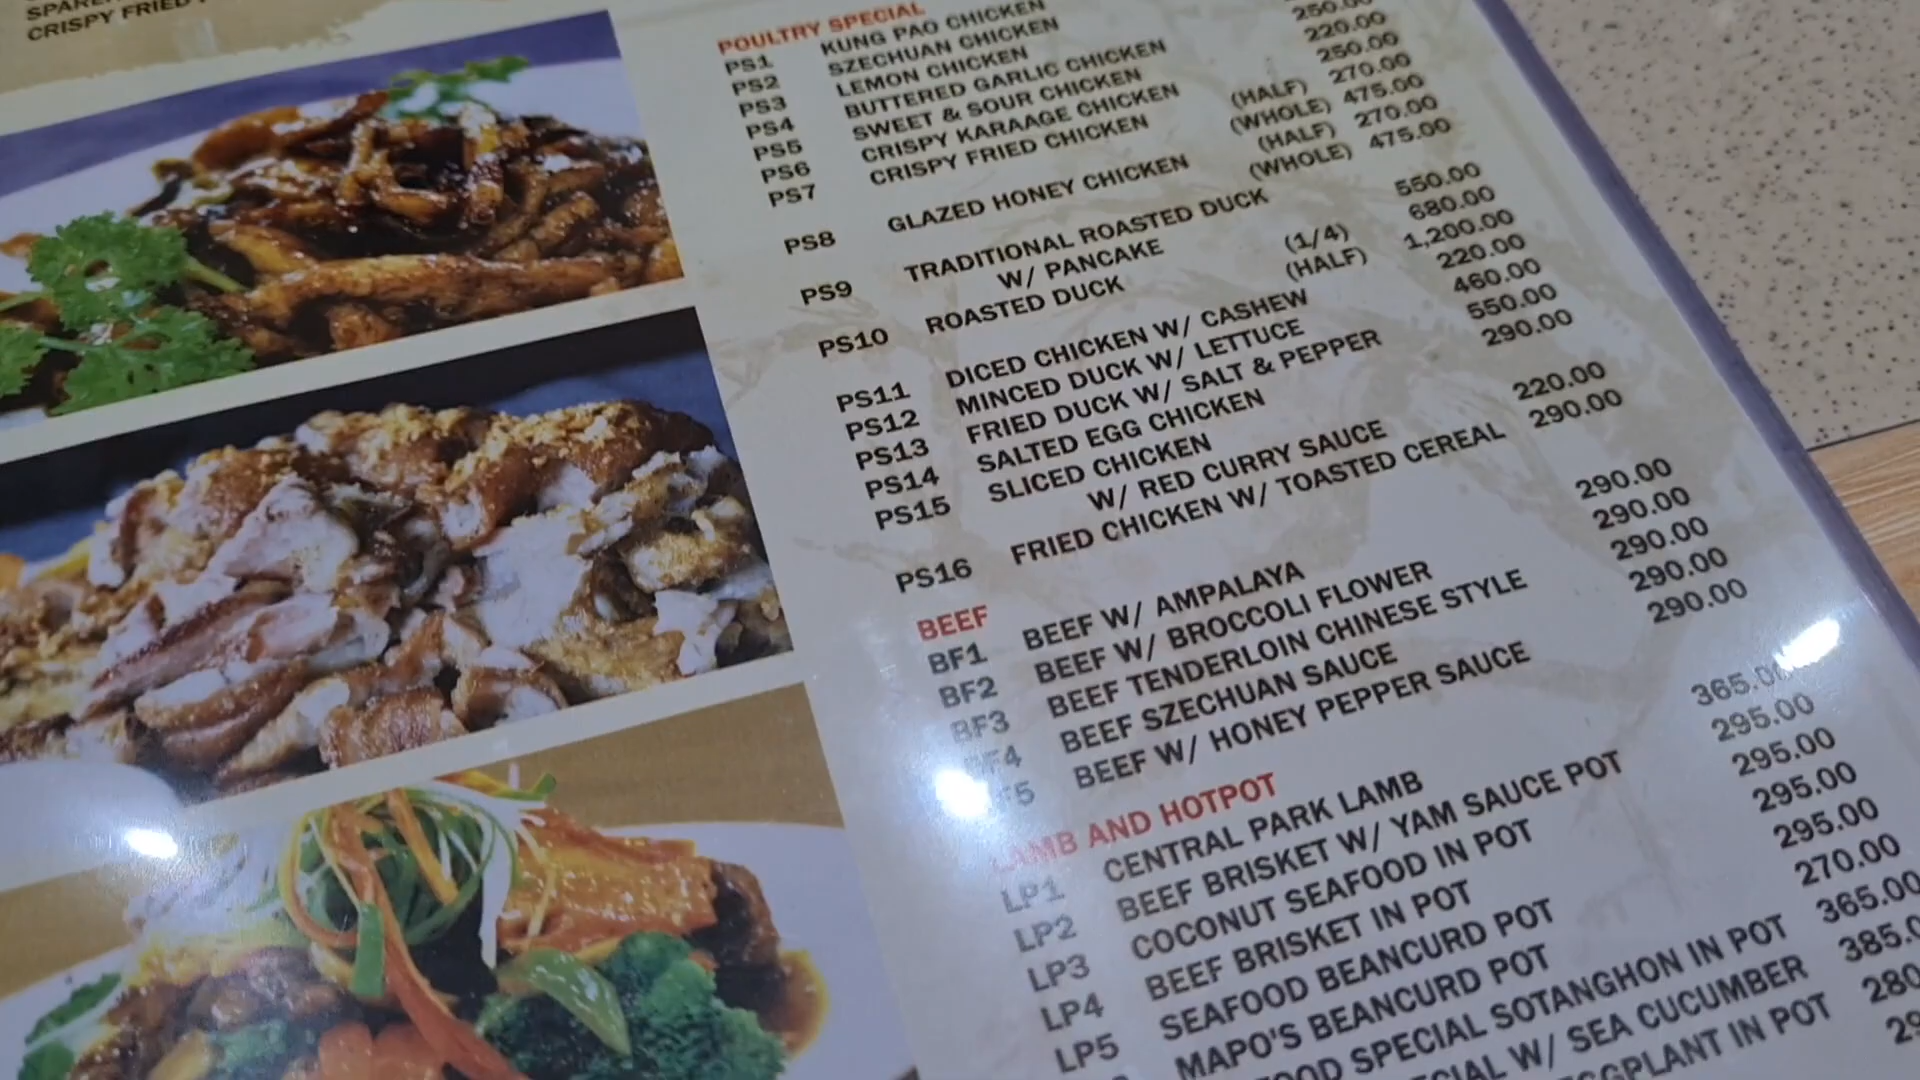 CRISPY FRIED
POULTRY SPECIAL
PS1 KUNG PAO CHICKEN
PS2 SZECHUAN CHICKEN
PS3 LEMON CHICKEN 250.00
PS4 BUTTERED GARLIC CHICKEN 220.00
PS5 SWEET & SOUR CHICKEN 250.00
PS6 CRISPY KARAAGE CHICKEN (HALF) 270.00
PS7 CRISPY FRIED CHICKEN (WHOLE) 475.00
(HALF) 270.00
PS8 GLAZED HONEY CHICKEN (WHOLE) 475.00
PS9 TRADITIONAL ROASTED DUCK 550.00
W/ PANCAKE (1/4) 680.00
PS10 ROASTED DUCK (HALF) 1,200.00
220.00
PS11 DICED CHICKEN W/ CASHEW 460.00
PS12 MINCED DUCK W/ LETTUCE 550.00
PS13 FRIED DUCK W/ SALT & PEPPER 290.00
PS14 SALTED EGG CHICKEN
PS15 SLICED CHICKEN 220.00
W/ RED CURRY SAUCE 290.00
PS16 FRIED CHICKEN W/ TOASTED CEREAL
BEEF
BF1 BEEF W/ AMPALAYA 290.00
BF2 BEEF W/ BROCCOLI FLOWER 290.00
BF3 BEEF TENDERLOIN CHINESE STYLE 290.00
BF4 BEEF SZECHUAN SAUCE 290.00
BEEF W/ HONEY PEPPER SAUCE 290.00
LAMB AND HOTPOT
LP1 CENTRAL PARK LAMB 365.00
LP2 BEEF BRISKET W/ YAM SAUCE POT 295.00
LP3 COCONUT SEAFOOD IN POT 295.00
LP4 BEEF BRISKET IN POT 295.00
LP5 SEAFOOD BEANCURD POT 295.00
MAPO'S BEANCURD POT 270.00
SPECIAL SOTANGHON IN POT 365.00
W/ SEA CUCUMBER
IN POT